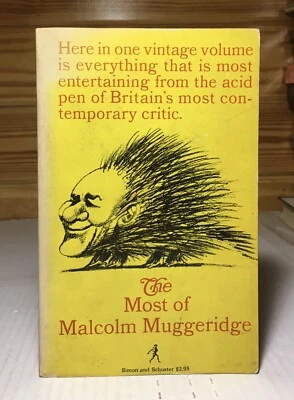 Here in one vintage volume
is everything that is most
entertaining from the acid
pen of Britain's most con-
temporary critic.
The
Most of
Malcolm Muggeridge
Simon and Schuster $2.95